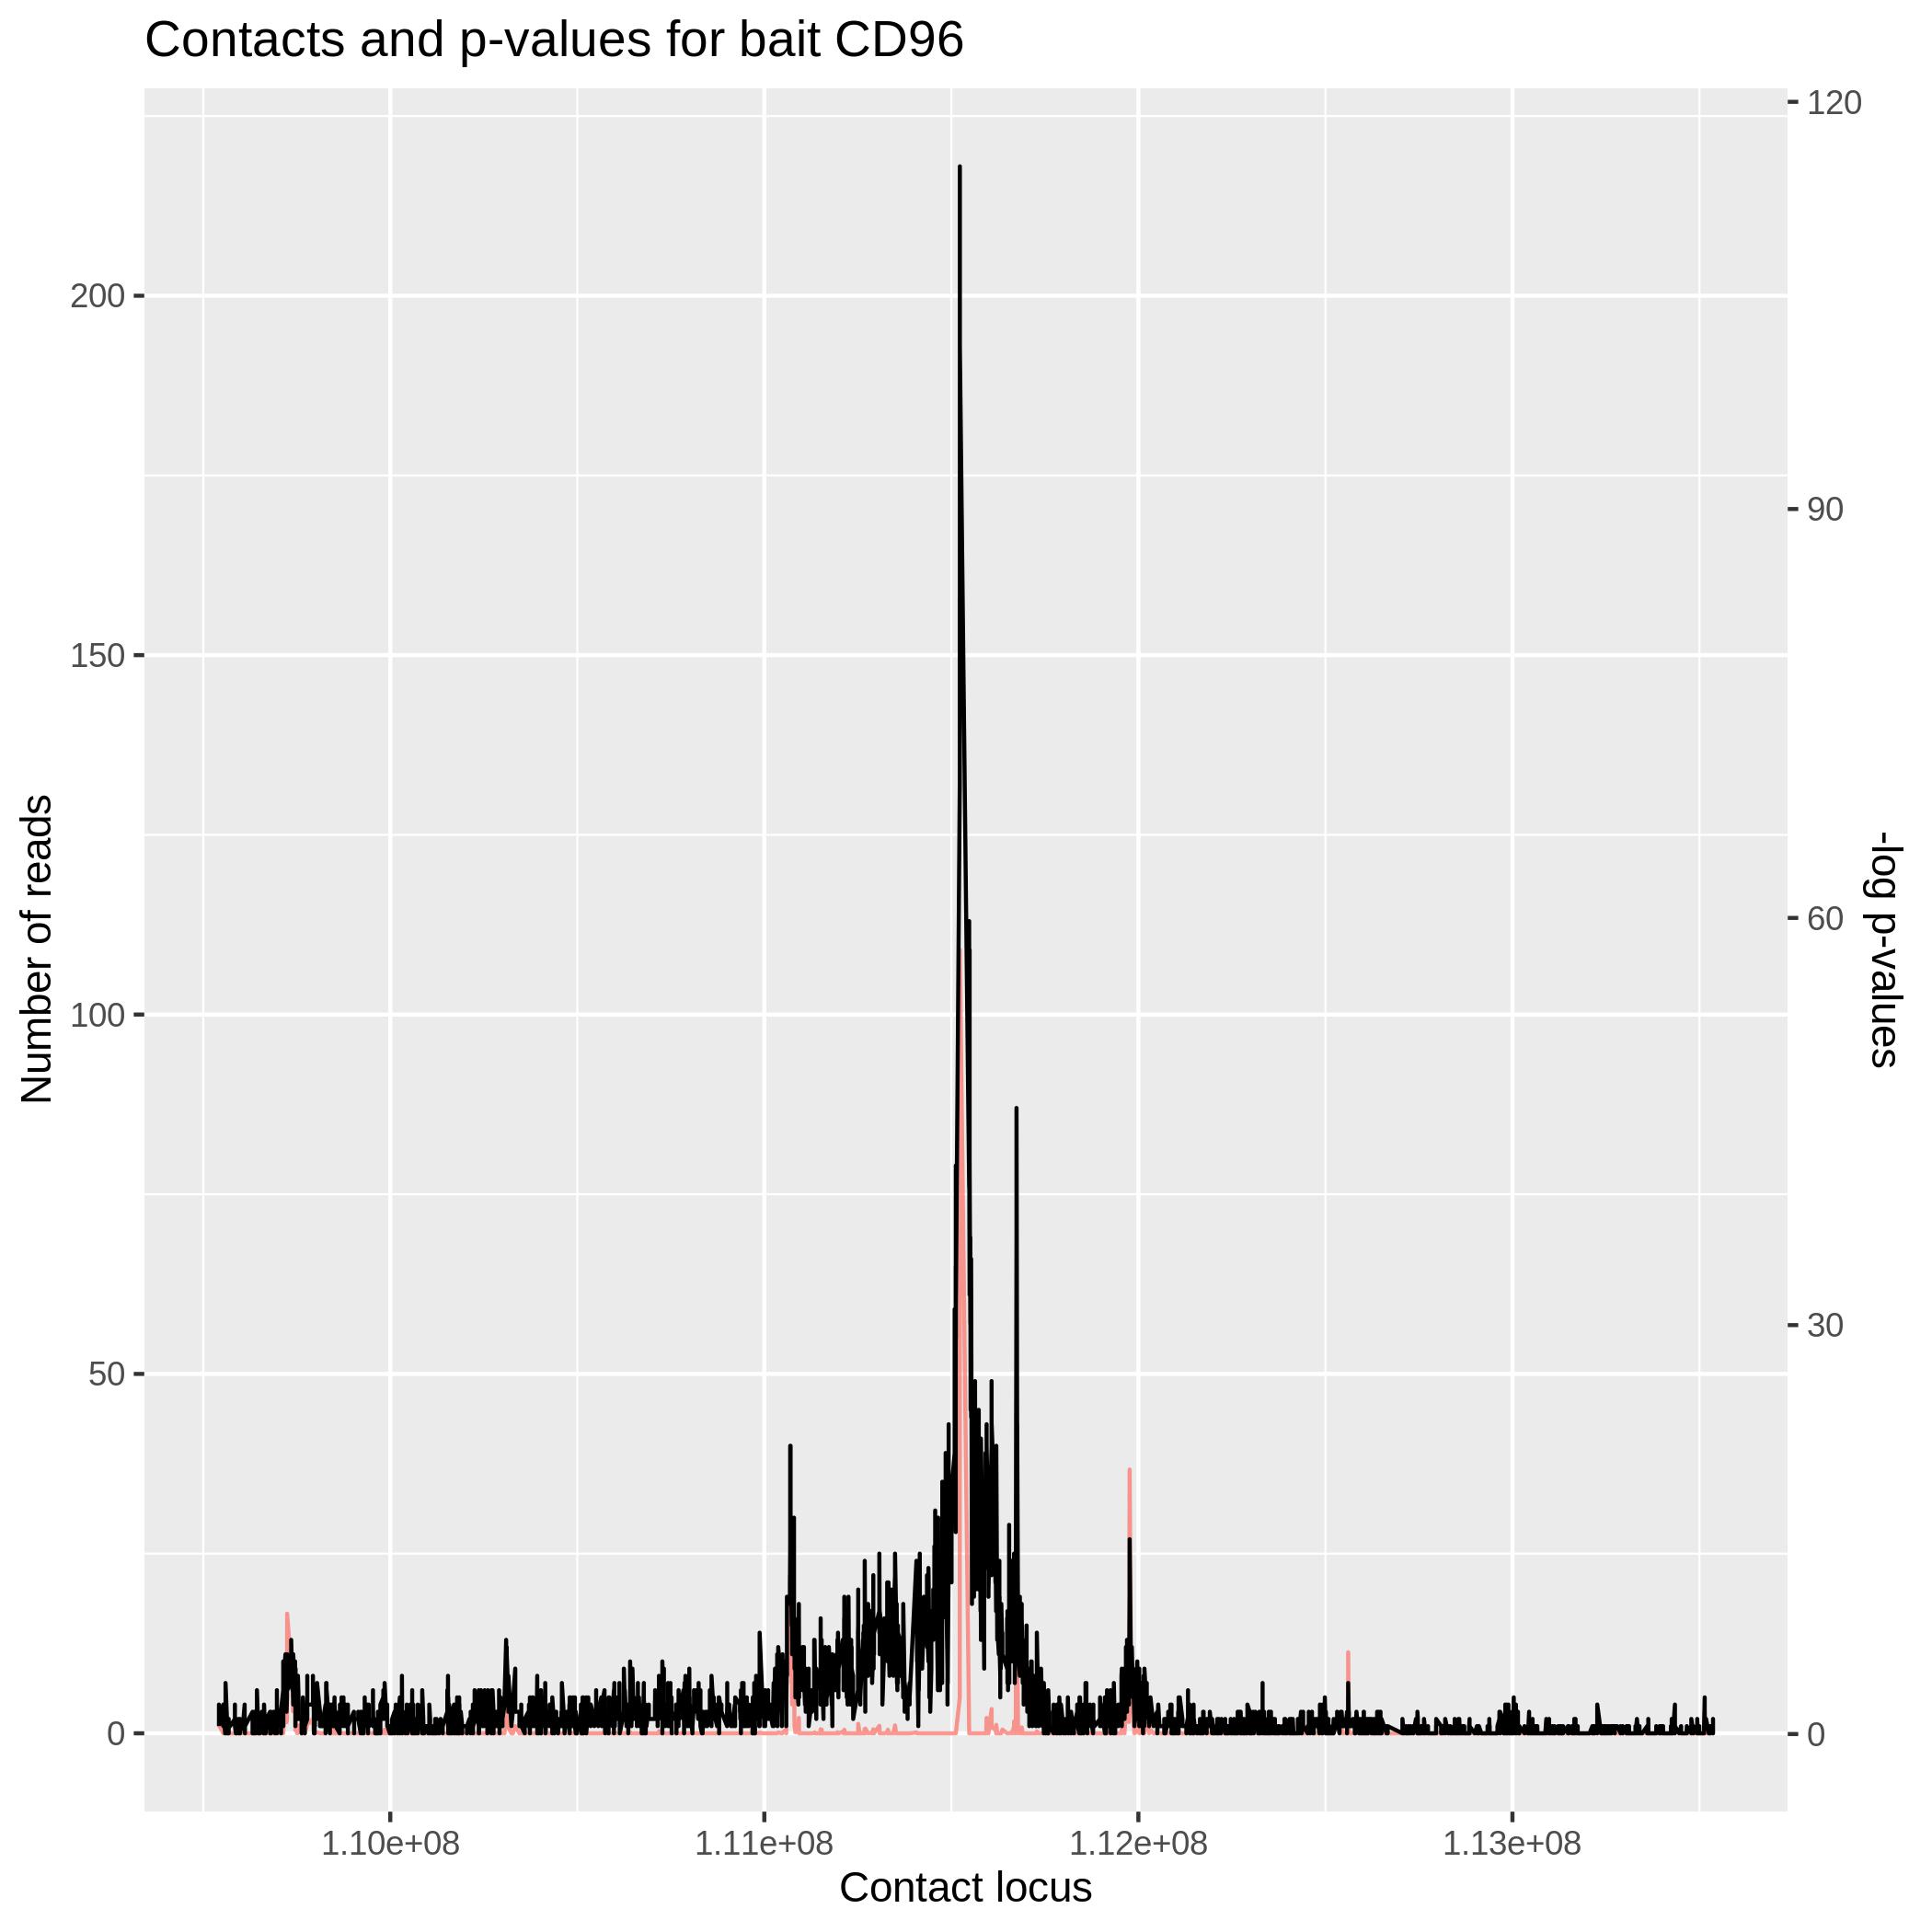 Contacts and p-values for bait CD96
Number of reads
200
150
100
50
0
120
90
60
30
0
-log p-values
1.10e+08
1.11e+08
1.12e+08
1.13e+08
Contact locus